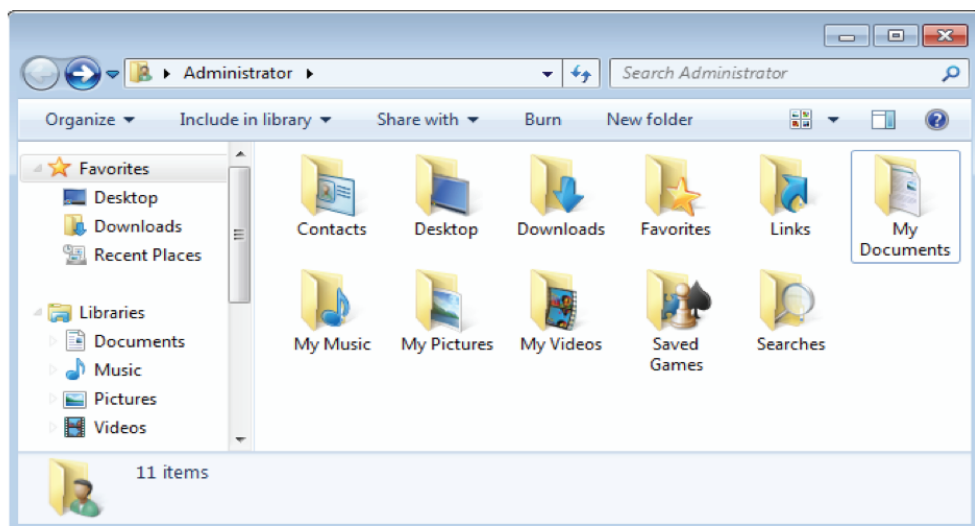 Administrator
Search Administrator
Organize Include in library Share with Burn New folder
Favorites
Desktop
Downloads
Recent Places
Libraries
Documents
Music
Pictures
Videos
Contacts Desktop Downloads Favorites Links My
Documents
My Music My Pictures My Videos Saved
Games Searches
11 items